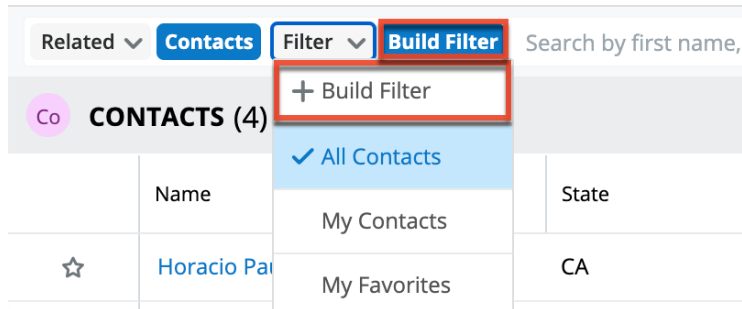 Related Contacts Filter Build Filter Search by first name,
+ Build Filter
Co CONTACTS (4)
All Contacts
Name State
My Contacts
Horacio Pau CA
My Favorites